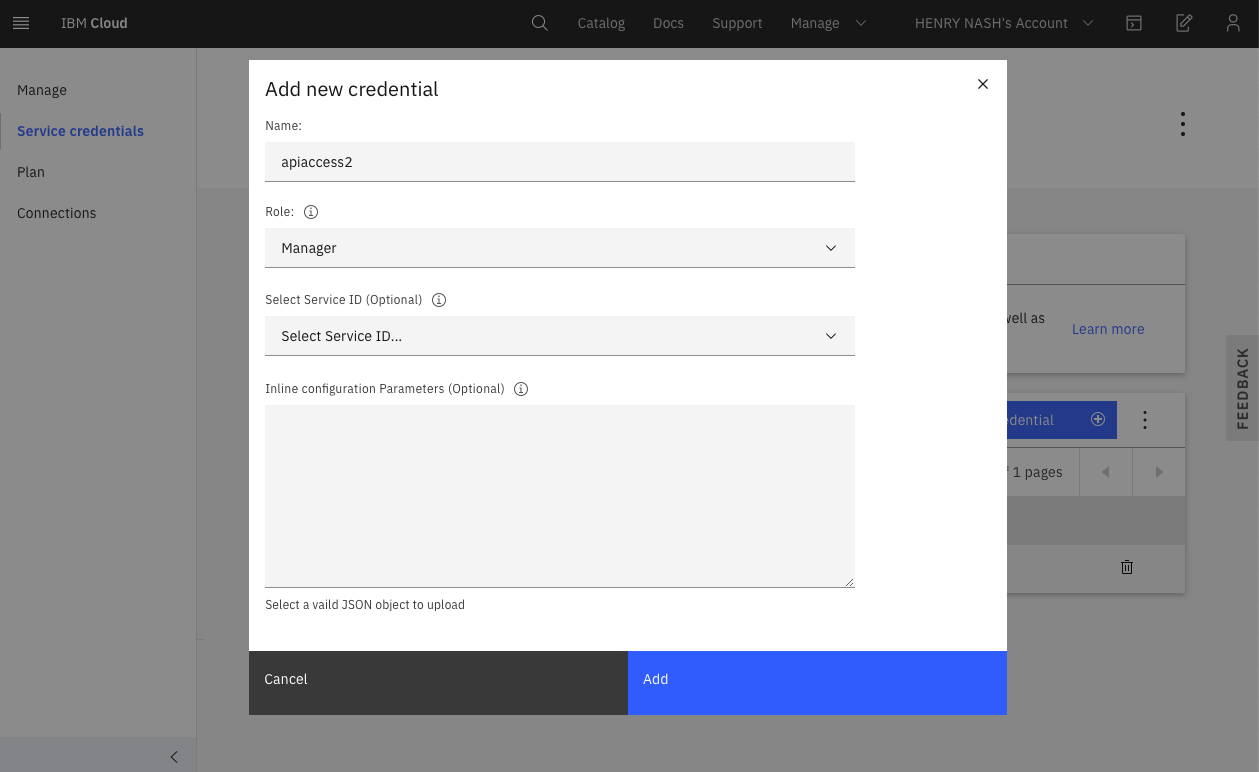 IBM Cloud
Catalog
Docs
Support
Manage
HENRY NASH's Account
Manage
Service credentials
Plan
Connections
Add new credential
Name:
apiaccess2
Role:
Manager
Select Service ID (Optional)
Select Service ID...
Inline configuration Parameters (Optional)
Select a vaild JSON object to upload
Cancel
Add
as
Learn more
1 pages
FEEDBACK